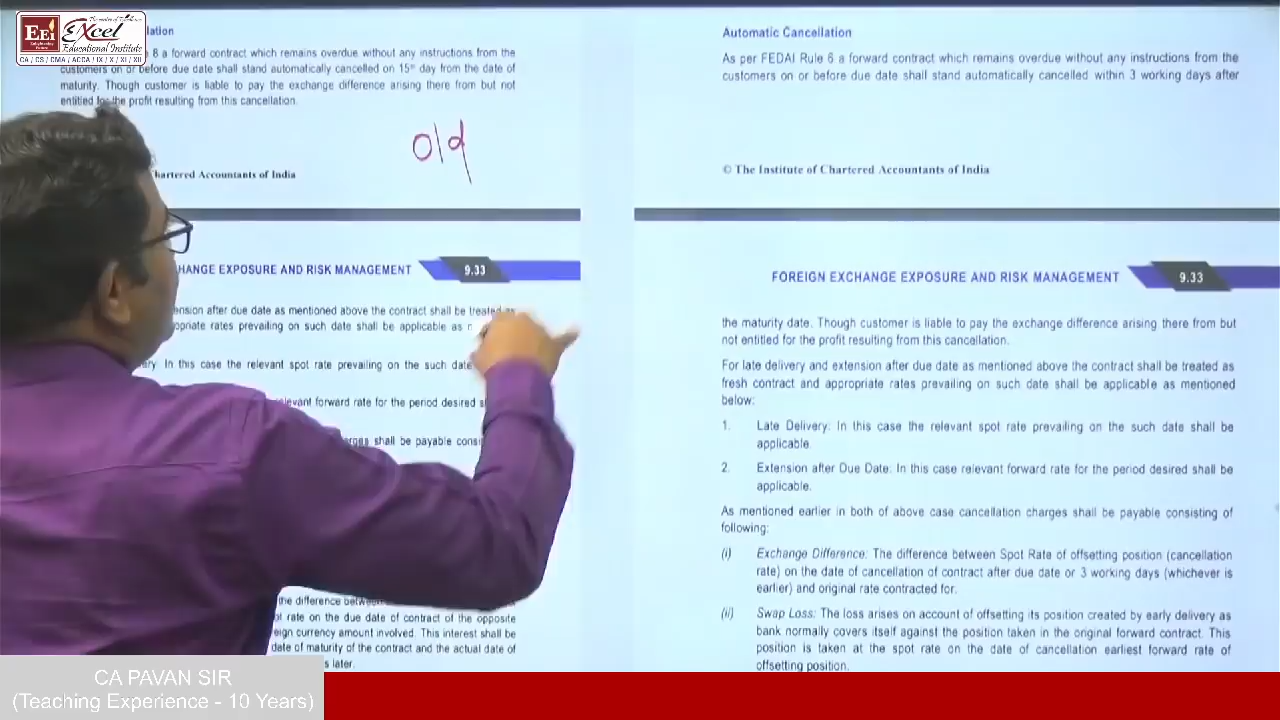 The matter of Excellence
EEi
Enlightening Future
EXcel
Educational Institute
CA / CS / CMA / ACCA / IX / X / XI / XII
lation
8 a forward contract which remains overdue without any instructions from the
customers on or before due date shall stand automatically cancelled on 15th day from the date of
maturity. Though customer is liable to pay the exchange difference arising there from but not
entitled for the profit resulting from this cancellation.
Old
hartered Accountants of India
HANGE EXPOSURE AND RISK MANAGEMENT 9.33
ension after due date as mentioned above the contract shall be treated as
opriate rates prevailing on such date shall be applicable as
ery: In this case the relevant spot rate prevailing on the such date
elevant forward rate for the period desired
arges shall be payable
the difference
ot rate on the due date of contract of the opposite
eign currency amount involved. This interest shall be
date of maturity of the contract and the actual date of
s later.
Automatic Cancellation
As per FEDAI Rule 6 a forward contract which remains overdue without any instructions from the
customers on or before due date shall stand automatically cancelled within 3 working days after
© The Institute of Chartered Accountants of India
FOREIGN EXCHANGE EXPOSURE AND RISK MANAGEMENT 9.33
the maturity date. Though customer is liable to pay the exchange difference arising there from but
not entitled for the profit resulting from this cancellation.
For late delivery and extension after due date as mentioned above the contract shall be treated as
fresh contract and appropriate rates prevailing on such date shall be applicable as mentioned
below:
1. Late Delivery: In this case the relevant spot rate prevailing on the such date shall be
applicable.
2. Extension after Due Date: In this case relevant forward rate for the period desired shall be
applicable.
As mentioned earlier in both of above case cancellation charges shall be payable consisting of
following:
(i) Exchange Difference: The difference between Spot Rate of offsetting position (cancellation
rate) on the date of cancellation of contract after due date or 3 working days (whichever is
earlier) and original rate contracted for.
(ii) Swap Loss: The loss arises on account of offsetting its position created by early delivery as
bank normally covers itself against the position taken in the original forward contract. This
position is taken at the spot rate on the date of cancellation earliest forward rate of
offsetting position.
CA PAVAN SIR
(Teaching Experience - 10 Years)